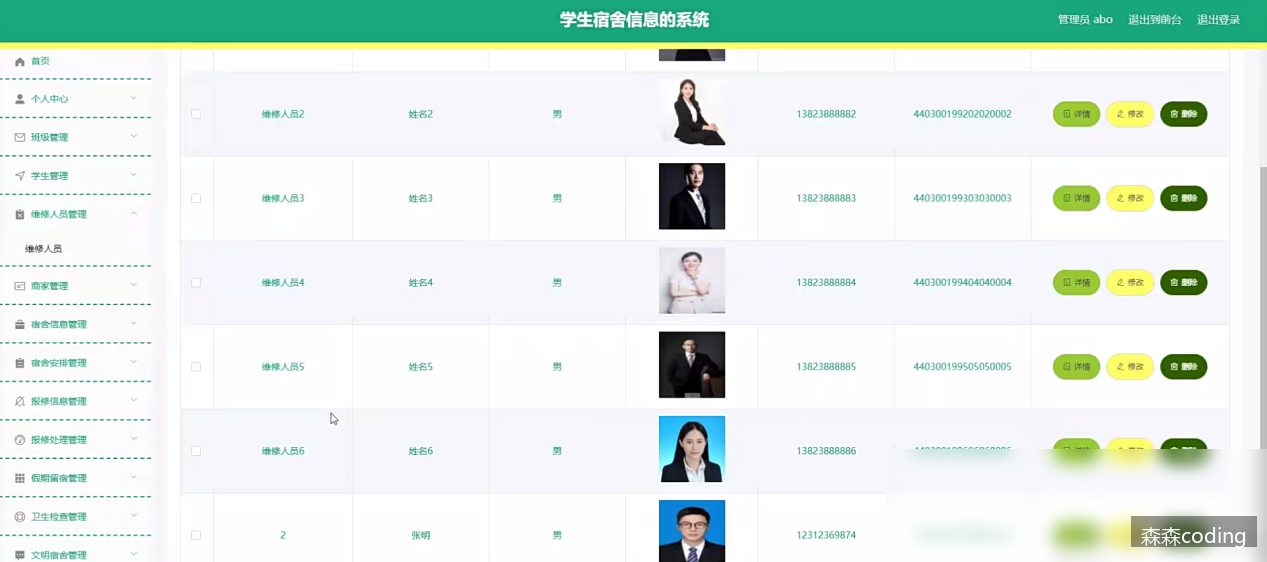 学生宿舍信息的系统
管理员 abo 退出到前台 退出登录
首页
个人中心
班级管理
学生管理
维修人员管理
维修人员
商家管理
宿舍信息管理
宿舍安排管理
报修信息管理
报修处理管理
假期留宿管理
卫生检查管理
文明宿舍管理
维修人员2 姓名2 男 13823888882 440300199202020002 详情 修改 删除
维修人员3 姓名3 男 13823888883 440300199303030003 详情 修改 删除
维修人员4 姓名4 男 13823888884 440300199404040004 详情 修改 删除
维修人员5 姓名5 男 13823888885 440300199505050005 详情 修改 删除
维修人员6 姓名6 男 13823888886
2 张明 男 12312369874
森森coding